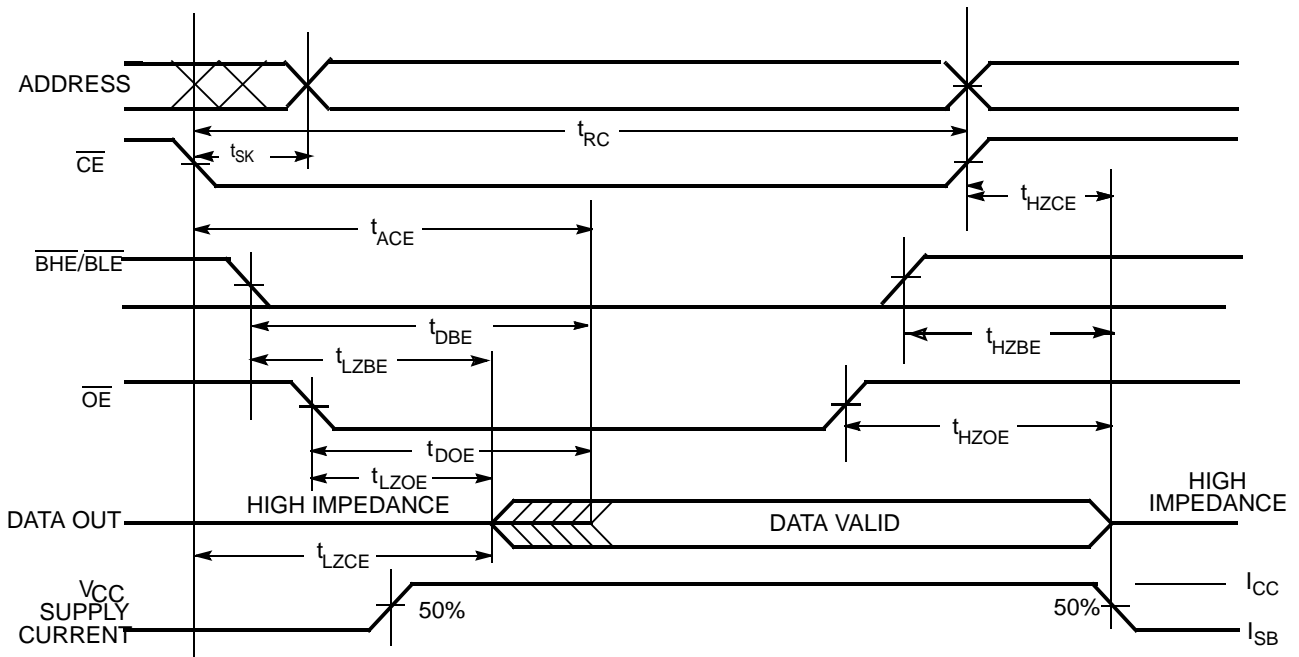 ADDRESS
tRC
tSK
CE
tHZCE
tACE
BHE/BLE
tDBE
tHZBE
tLZBE
OE
tHZOE
tDOE
tLZOE
HIGH IMPEDANCE
HIGH
IMPEDANCE
DATA OUT
DATA VALID
tLZCE
VCC
SUPPLY
CURRENT
50%
50%
ICC
ISB